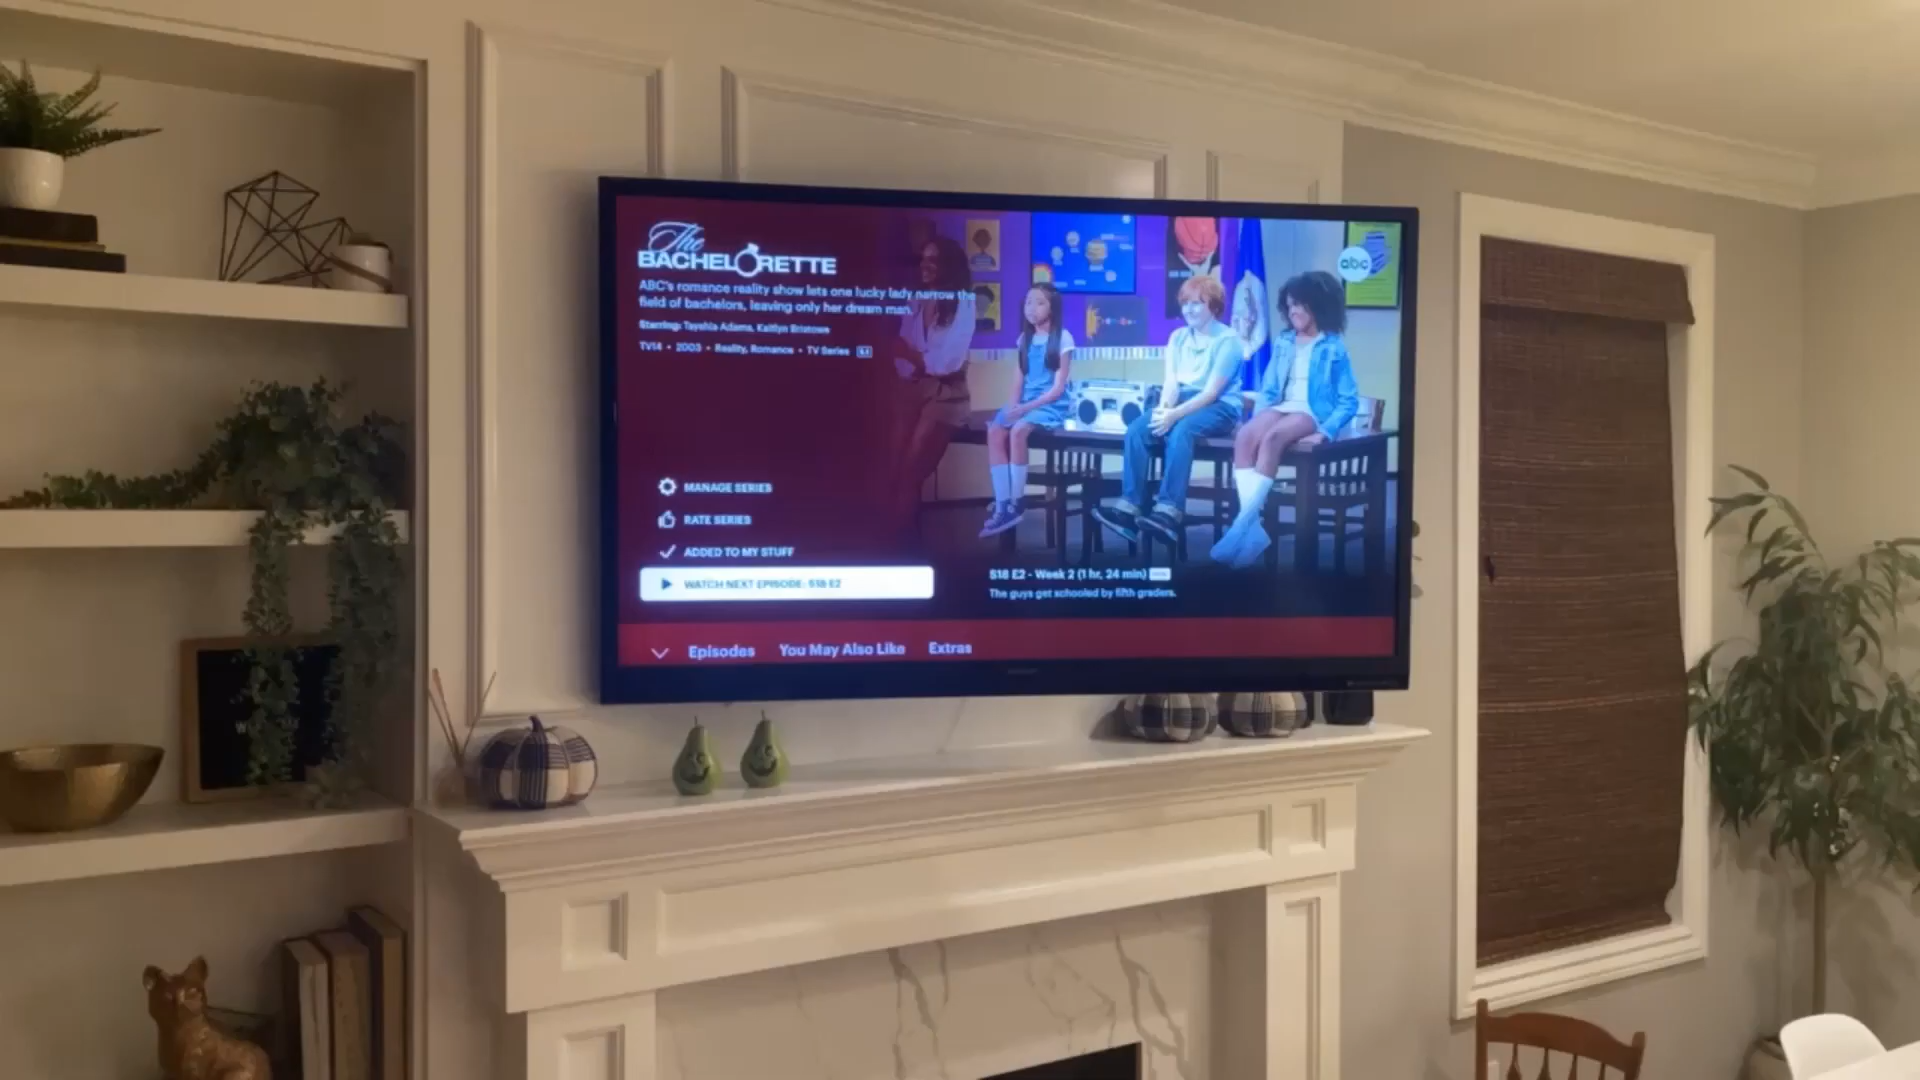 The
BACHELORETTE
abc
ABC's romance reality show lets one lucky lady narrow the
field of bachelors, leaving only her dream man.
Starring: Tayshia Adams, Kaitlyn Bristowe
TV14 • 2003 • Reality, Romance • TV Series 5.1
MANAGE SERIES
RATE SERIES
ADDED TO MY STUFF
WATCH NEXT EPISODE: S18 E2
S18 E2 - Week 2 (1 hr, 24 min)
The guys get schooled by fifth graders.
Episodes You May Also Like Extras